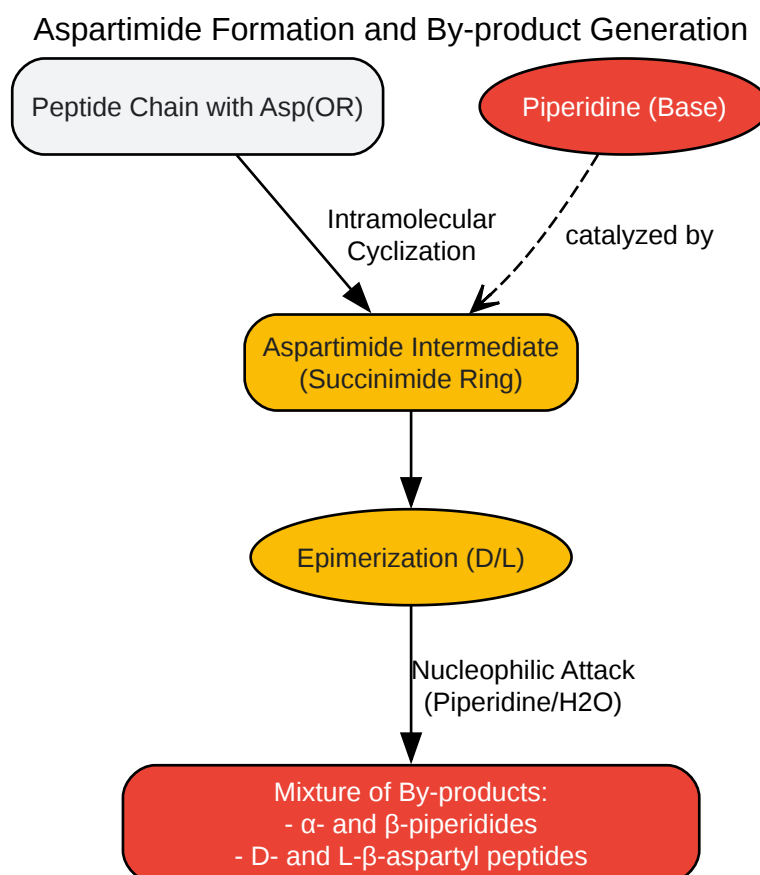 Aspartimide Formation and By-product Generation
Peptide Chain with Asp(OR)
Piperidine (Base)
Intramolecular
Cyclization
catalyzed by
Aspartimide Intermediate
(Succinimide Ring)
Epimerization (D/L)
Nucleophilic Attack
(Piperidine/H2O)
Mixture of By-products:
- α- and β-piperidides
- D- and L-β-aspartyl peptides